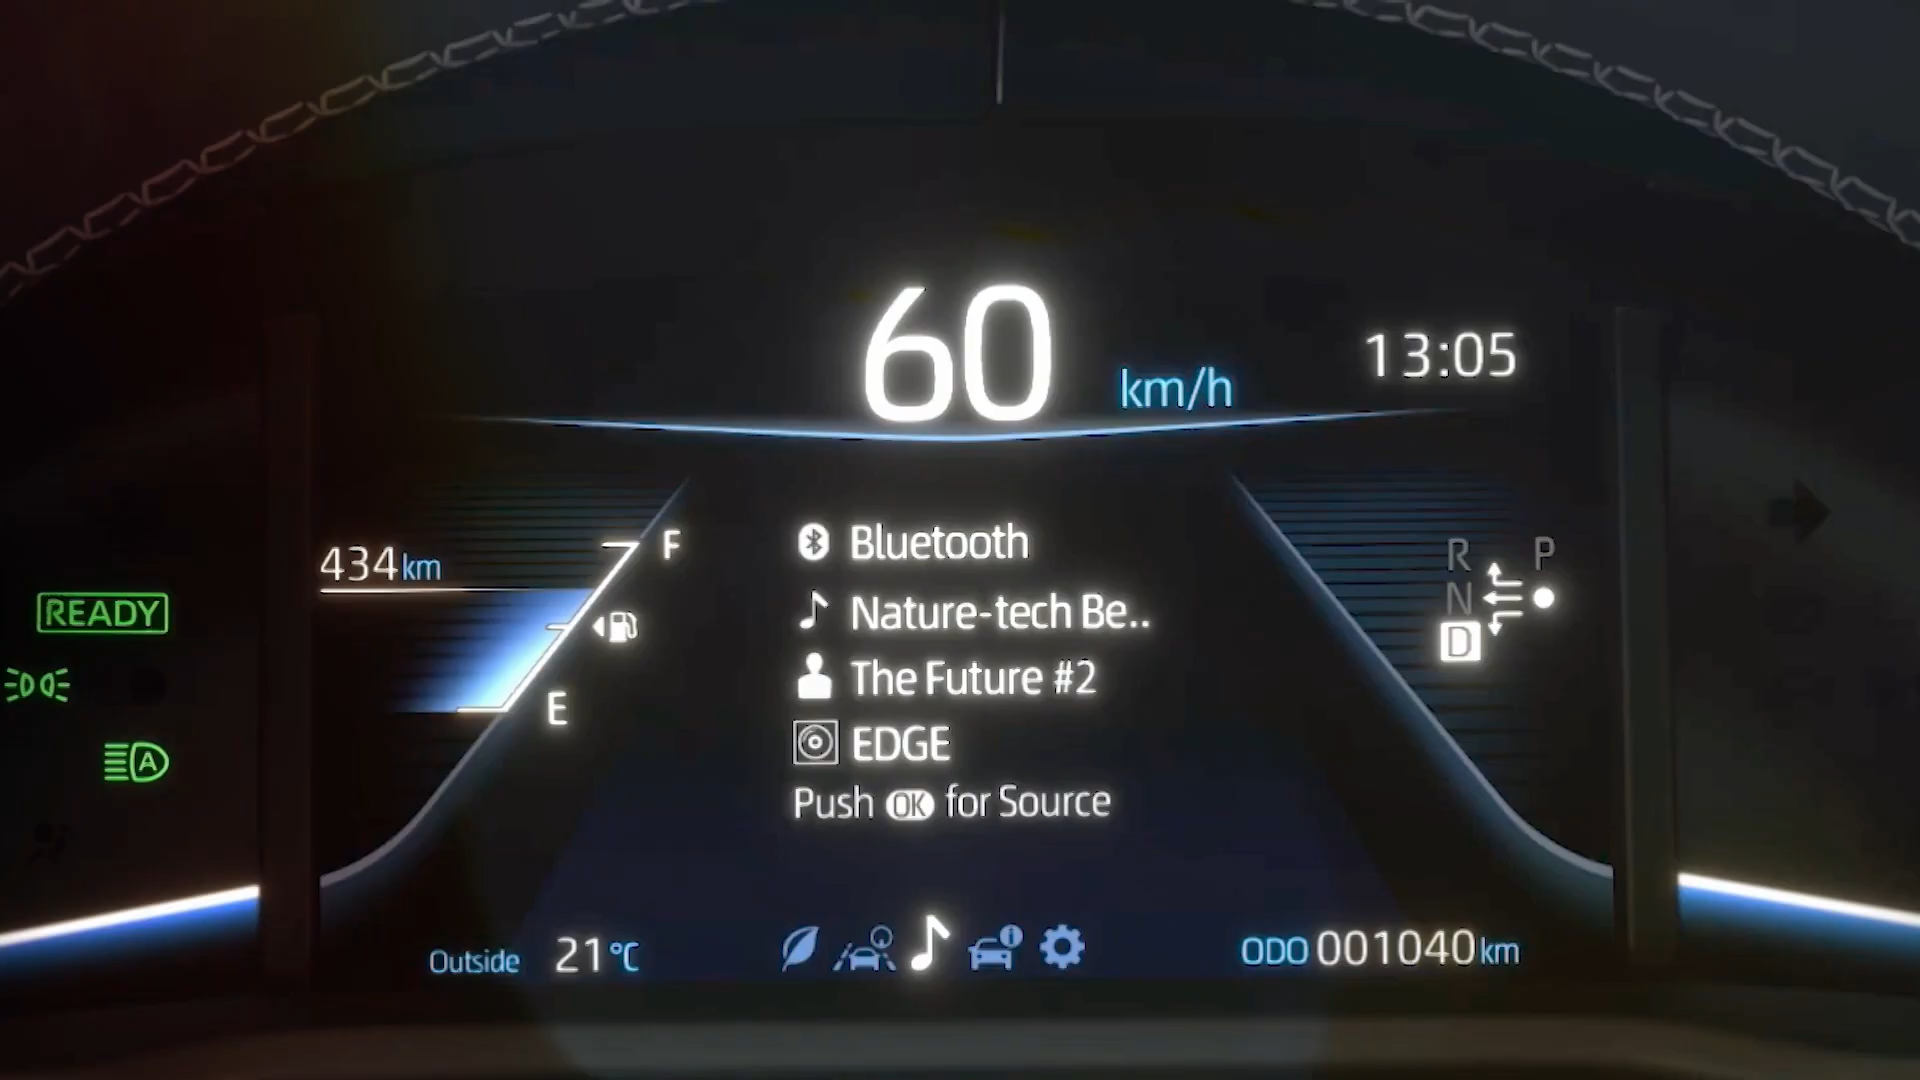 60 km/h
13:05
434km
F
E
READY
A
Bluetooth
Nature-tech Be..
The Future #2
EDGE
Push OK for Source
R
P
N
D
Outside 21°C
ODO 001040km